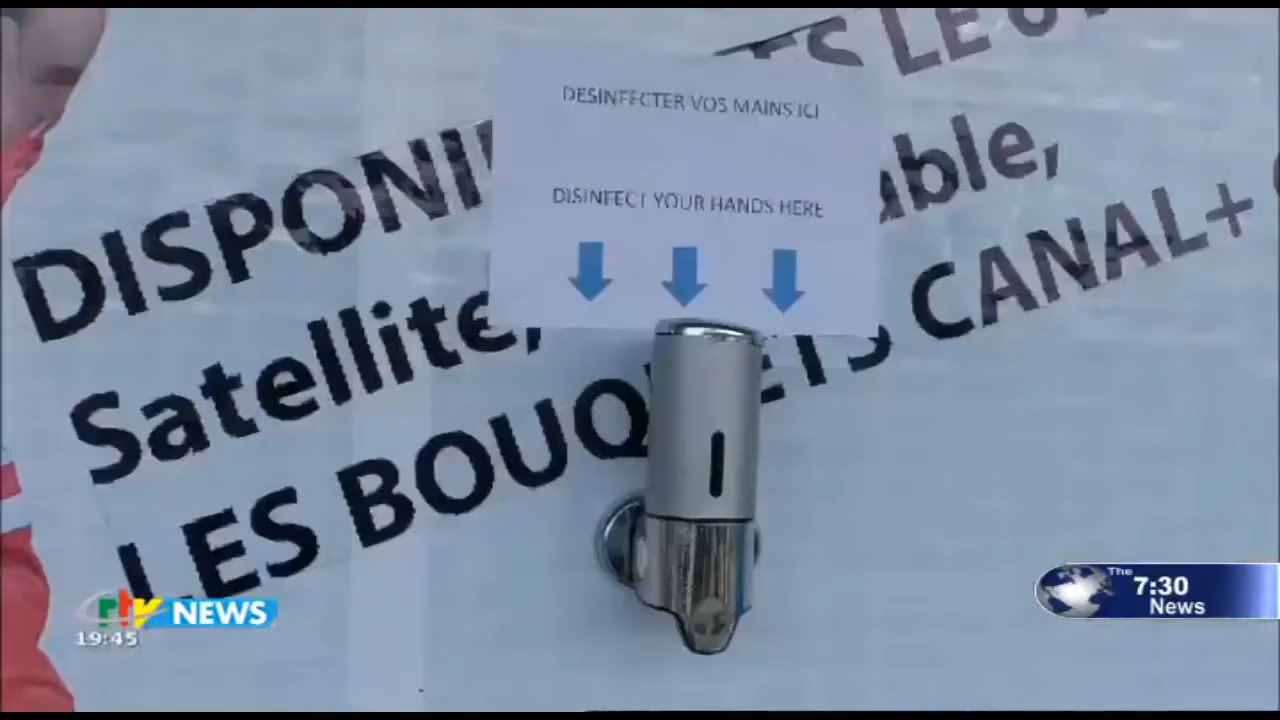 DESINFECTER VOS MAINS ICI
DISINFECT YOUR HANDS HERE
DISPONI
able,
Satellite,
LES BOUQUETS CANAL+
NEWS
19:45
The
7:30
News